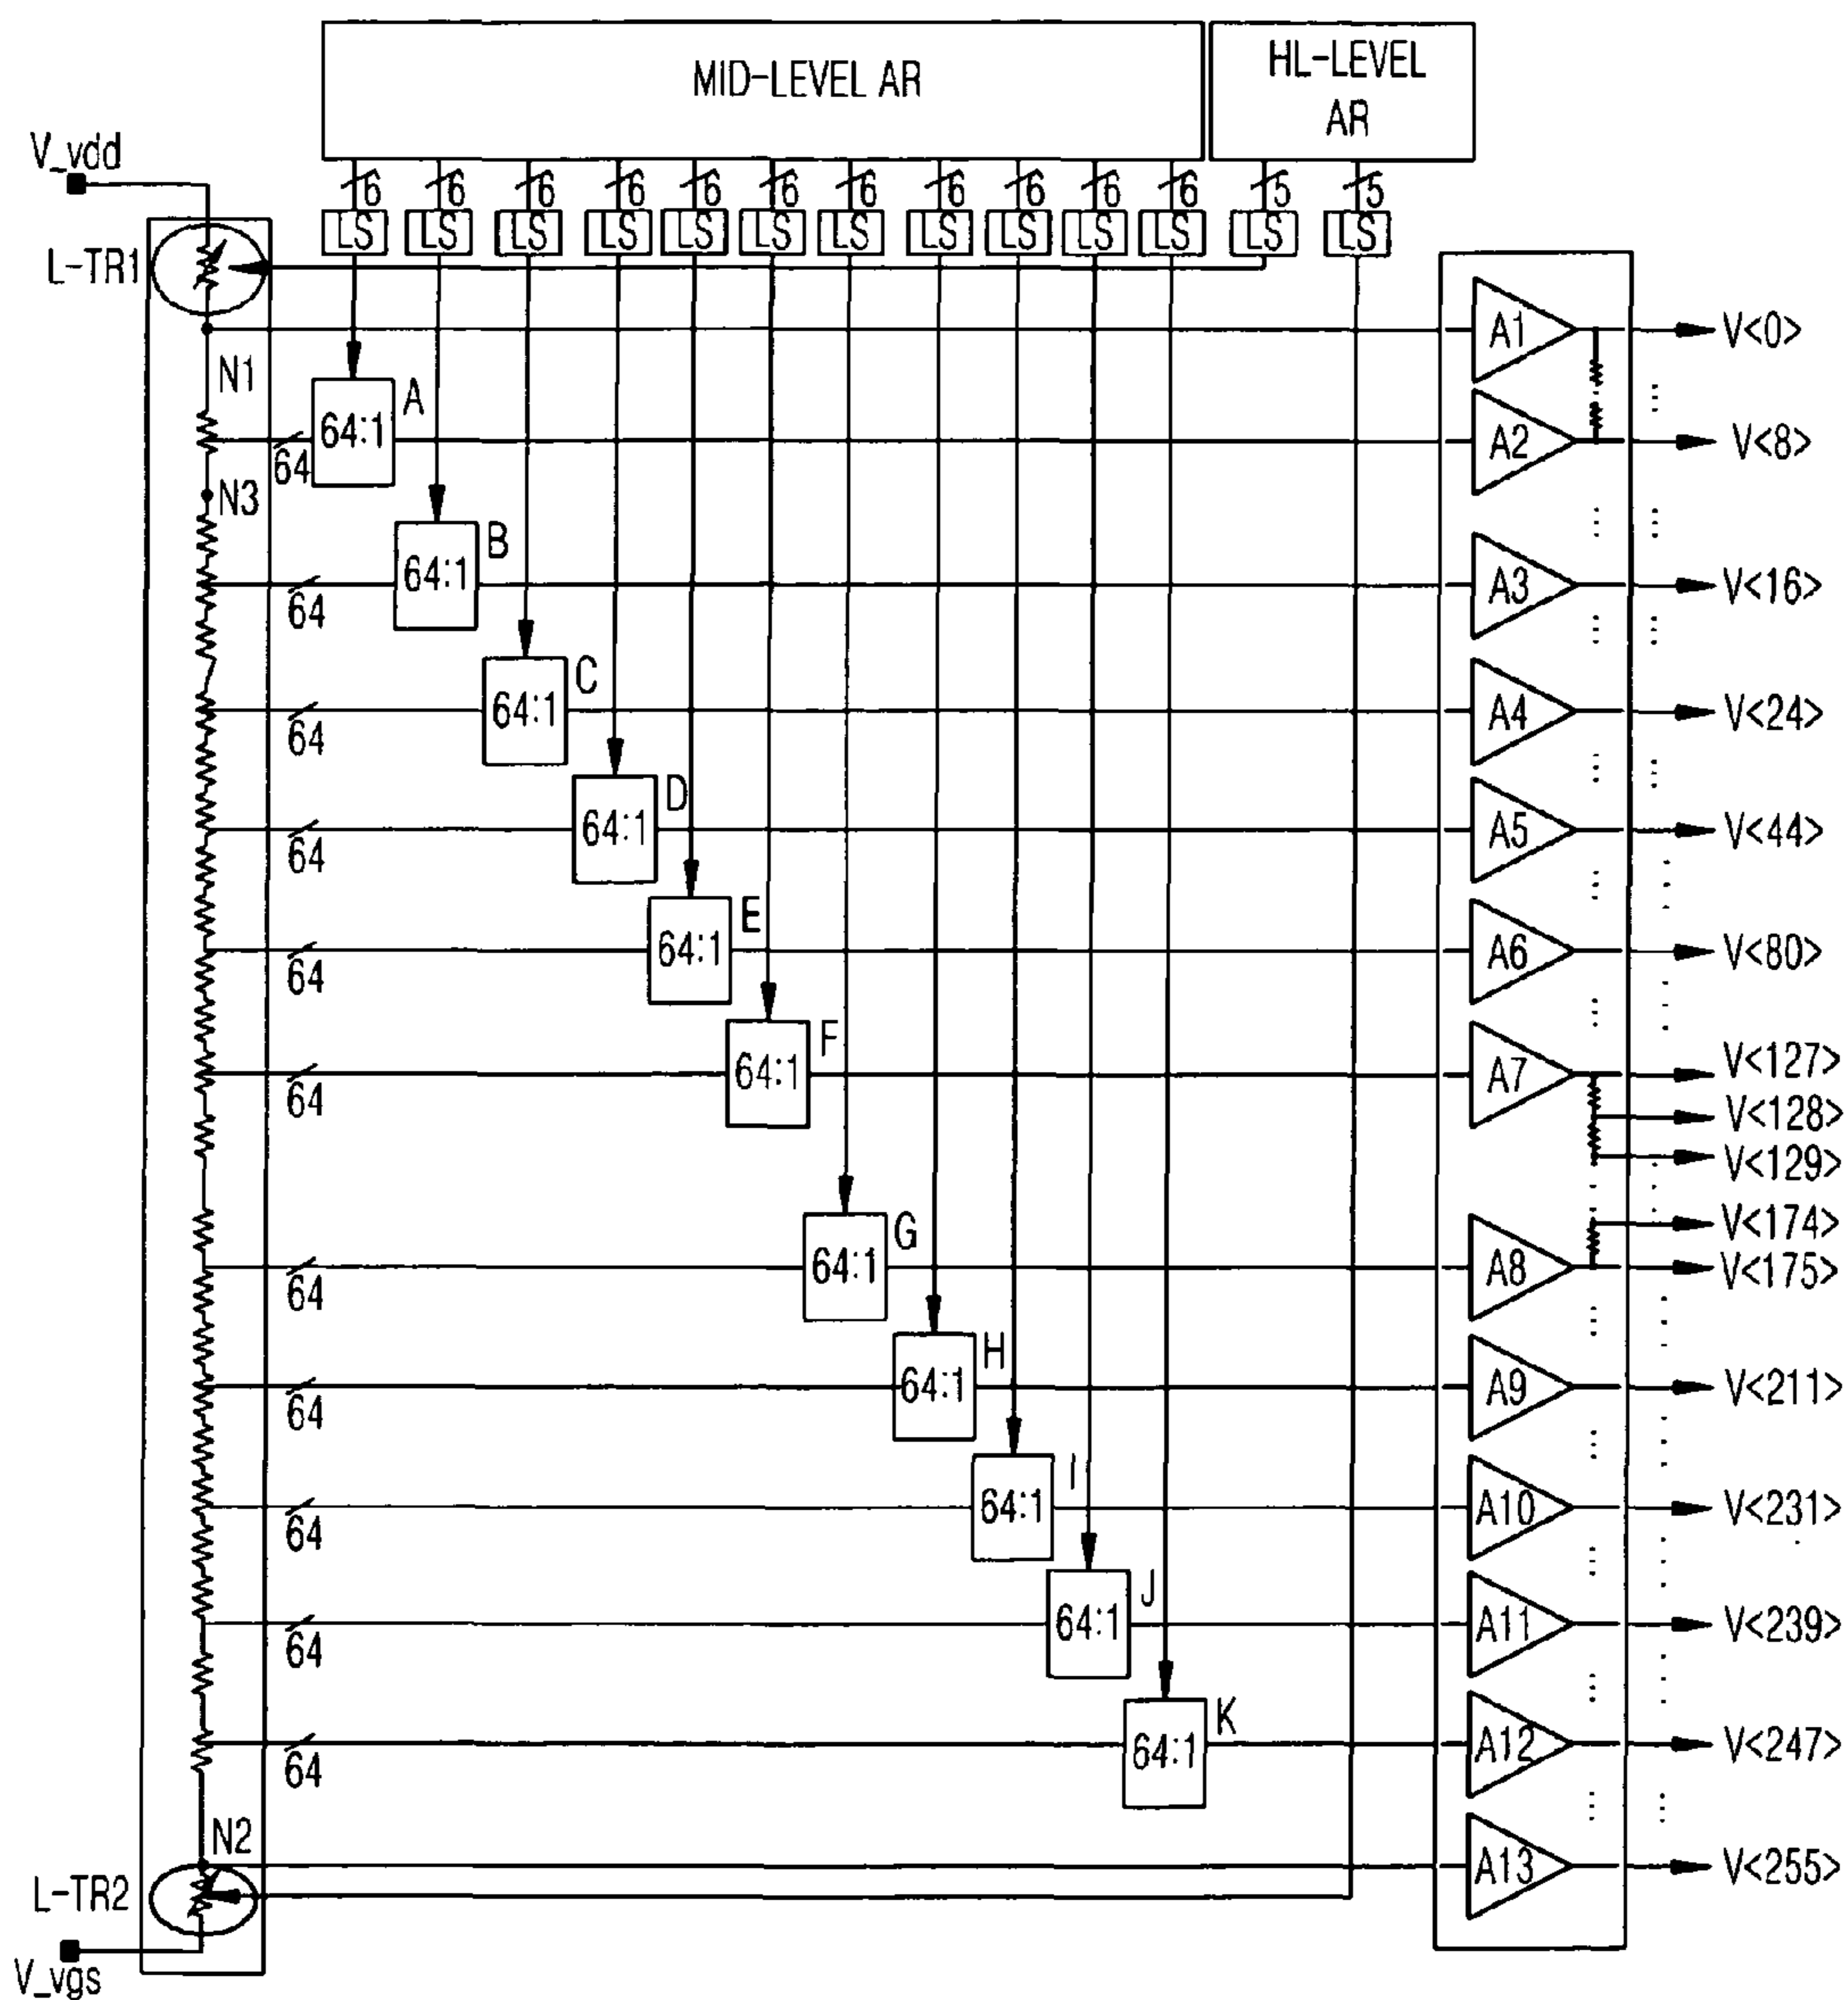 MID-LEVEL AR
HL-LEVEL
AR
V_vdd
6 6 6 6 6 6 6 6 6 6 6 5 5
LS LS LS LS LS LS LS LS LS LS LS LS LS
L-TR1
A1 V<0>
N1
A
64:1
64
A2 V<8>
N3
B
64:1
64
A3 V<16>
C
64:1
64
A4 V<24>
D
64:1
64
A5 V<44>
E
64:1
64
A6 V<80>
F
64:1
64
A7 V<127>
V<128>
V<129>
V<174>
G
64:1
64
A8 V<175>
H
64:1
64
A9 V<211>
I
64:1
64
A10 V<231>
J
64:1
64
A11 V<239>
K
64:1
64
A12 V<247>
N2
A13 V<255>
L-TR2
V_vgs